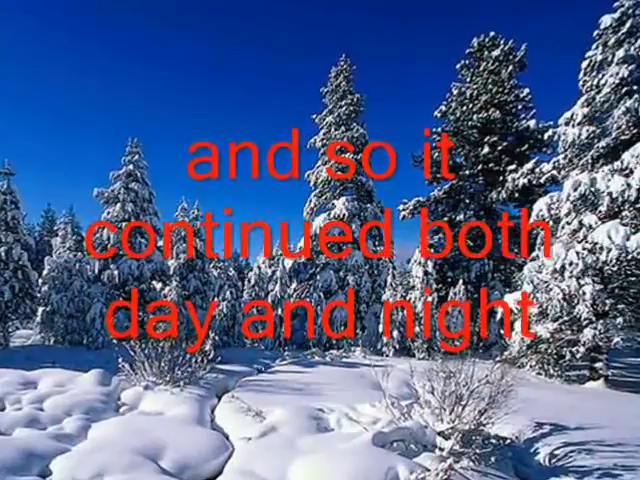 and so it
continued both
day and night